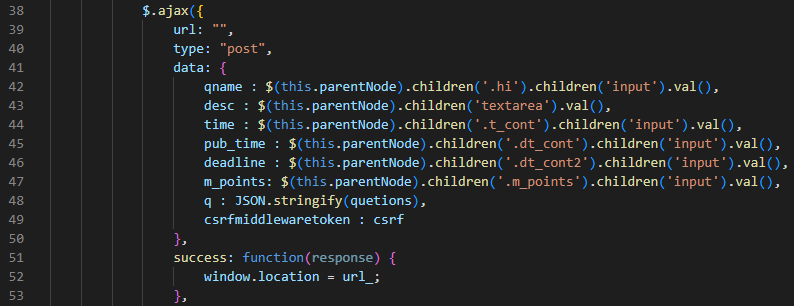 38 $.ajax({
39 url: "",
40 type: "post",
41 data: {
42 qname : $(this.parentNode).children('.hi').children('input').val(),
43 desc : $(this.parentNode).children('textarea').val(),
44 time : $(this.parentNode).children('.t_cont').children('input').val(),
45 pub_time : $(this.parentNode).children('.dt_cont').children('input').val(),
46 deadline : $(this.parentNode).children('.dt_cont2').children('input').val(),
47 m_points: $(this.parentNode).children('.m_points').children('input').val(),
48 q : JSON.stringify(quetions),
49 csrfmiddlewaretoken : csrf
50 },
51 success: function(response) {
52 window.location = url_;
53 },